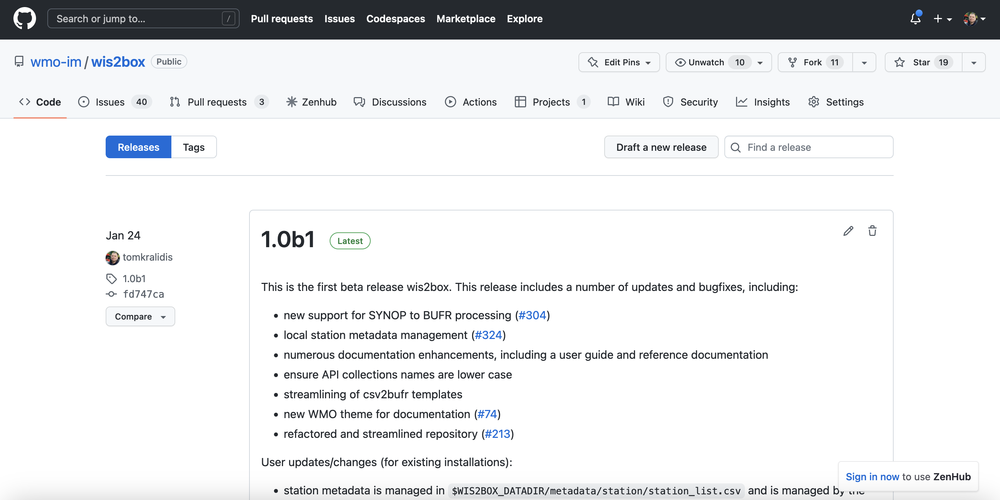 Search or jump to... / Pull requests Issues Codespaces Marketplace Explore
wmo-im / wis2box Public Edit Pins Unwatch 10 Fork 11 Star 19
Code Issues 40 Pull requests 3 Zenhub Discussions Actions Projects 1 Wiki Security Insights Settings
Releases Tags Draft a new release Find a release
Jan 24
tomkralidis
1.0b1
fd747ca
Compare
1.0b1 Latest
This is the first beta release wis2box. This release includes a number of updates and bugfixes, including:
• new support for SYNOP to BUFR processing (#304)
• local station metadata management (#324)
• numerous documentation enhancements, including a user guide and reference documentation
• ensure API collections names are lower case
• streamlining of csv2bufr templates
• new WMO theme for documentation (#74)
• refactored and streamlined repository (#213)
User updates/changes (for existing installations):
• station metadata is managed in $WIS2BOX_DATADIR/metadata/station/station_list.csv and is managed by the
Sign in now to use ZenHub